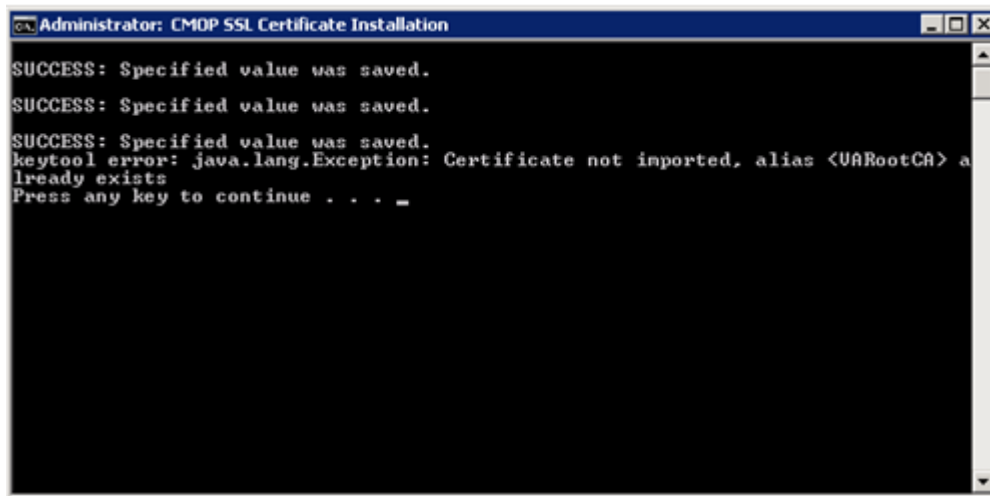 Administrator: CMOP SSL Certificate Installation
SUCCESS: Specified value was saved.
SUCCESS: Specified value was saved.
SUCCESS: Specified value was saved.
keytool error: java.lang.Exception: Certificate not imported, alias <VARootCA> a
lready exists
Press any key to continue . . . _